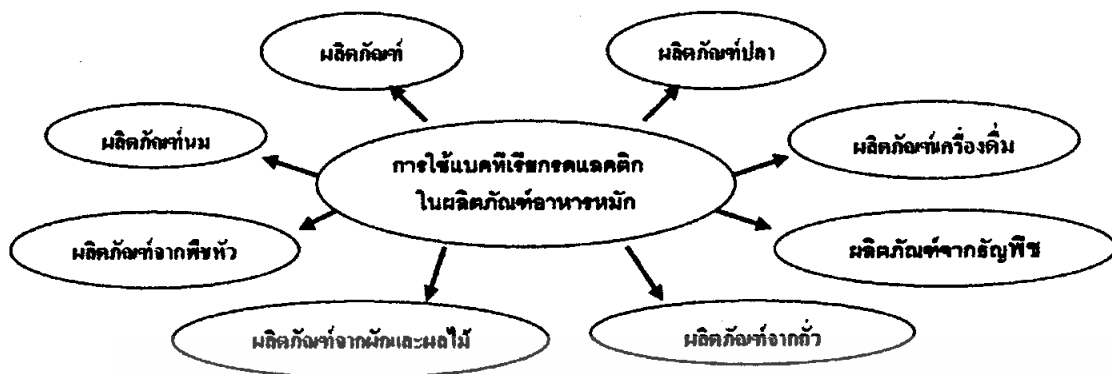 ผลิตภัณฑ์
ผลิตภัณฑ์ปลา
ผลิตภัณฑ์นม
ผลิตภัณฑ์เครื่องดื่ม
การใช้แบคทีเรียกรดแลคติก
ในผลิตภัณฑ์อาหารหมัก
ผลิตภัณฑ์จากพืชหัว
ผลิตภัณฑ์จากธัญพืช
ผลิตภัณฑ์จากผักและผลไม้
ผลิตภัณฑ์จากถั่ว